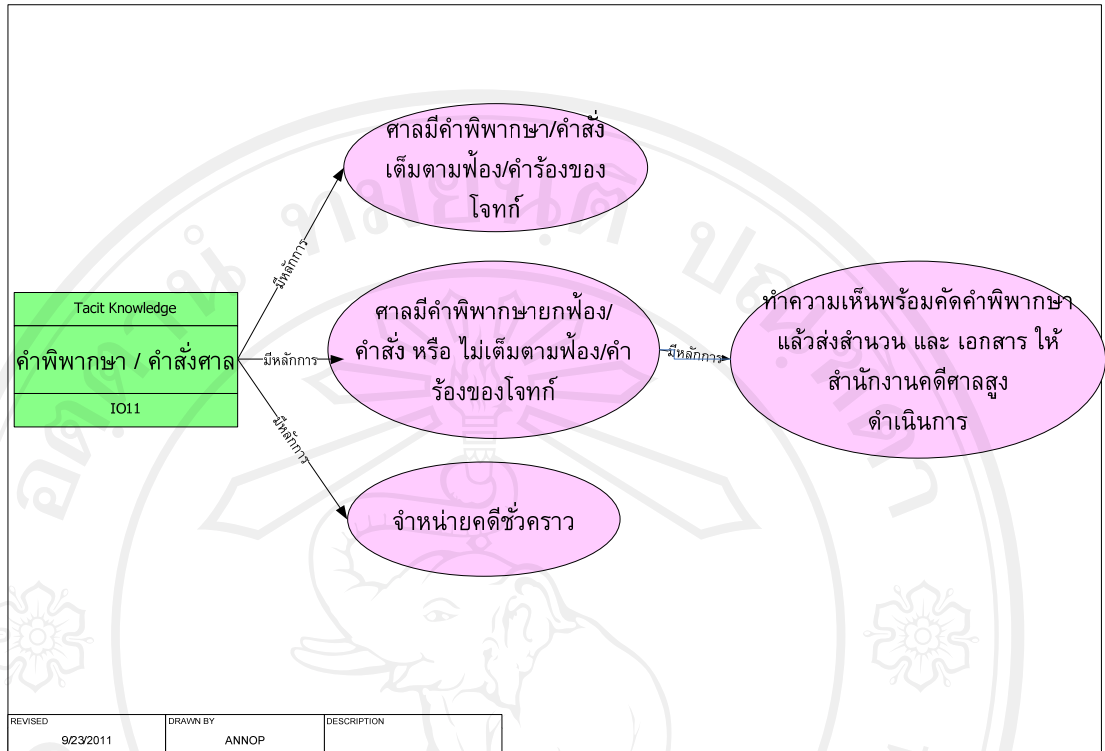 ศาลมีคำพิพากษา/คำสั่ง
เต็มตามฟ้อง/คำร้องของ
โจทก์
มีหลักการ
Tacit Knowledge
คำพิพากษา / คำสั่งศาล
IO11
มีหลักการ
ศาลมีคำพิพากษายกฟ้อง/
คำสั่ง หรือ ไม่เต็มตามฟ้อง/คำ
ร้องของโจทก์
มีหลักการ
ทำความเห็นพร้อมคัดคำพิพากษา
แล้วส่งสำนวน และ เอกสาร ให้
สำนักงานคดีศาลสูง
ดำเนินการ
มีหลักการ
จำหน่ายคดีชั่วคราว
REVISED
9/23/2011
DRAWN BY
ANNOP
DESCRIPTION